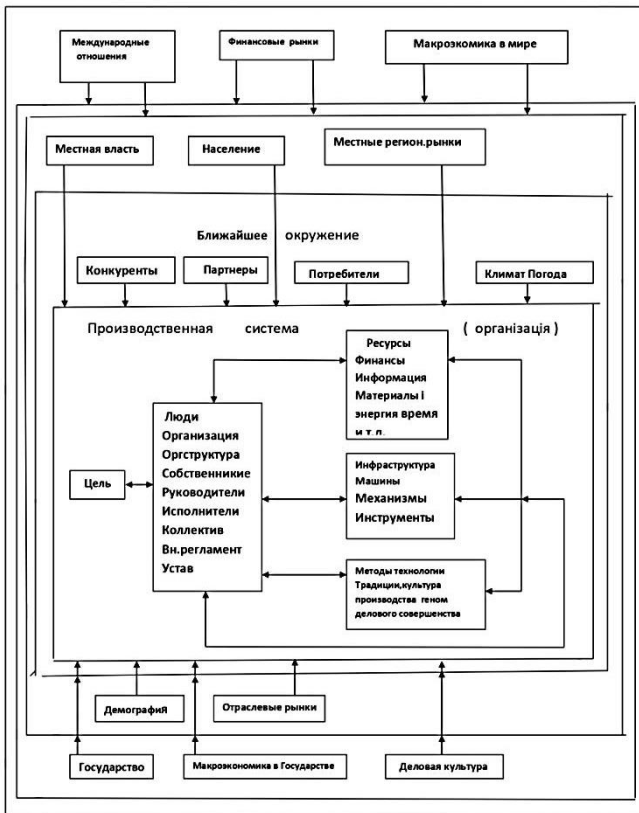 Международные
отношения
Финансовые рынки
Макроэкомика в мире
Местная власть
Население
Местные регион.рынки
Ближайшее окружение
Конкуренты
Партнеры
Потребители
Климат Погода
Производственная система ( організація )
Ресурсы
Финансы
Информация
Материалы і
энергия время
и т.д.
Люди
Организация
Оргструктура
Собственникие
Руководители
Исполнители
Коллектив
Вн.регламент
Устав
Цель
Инфраструктура
Машины
Механизмы
Инструменты
Методы технологии
Традиции,культура
производства геном
делового совершенства
Демография
Отраслевые рынки
Государство
Макроэкономика в Государстве
Деловая культура